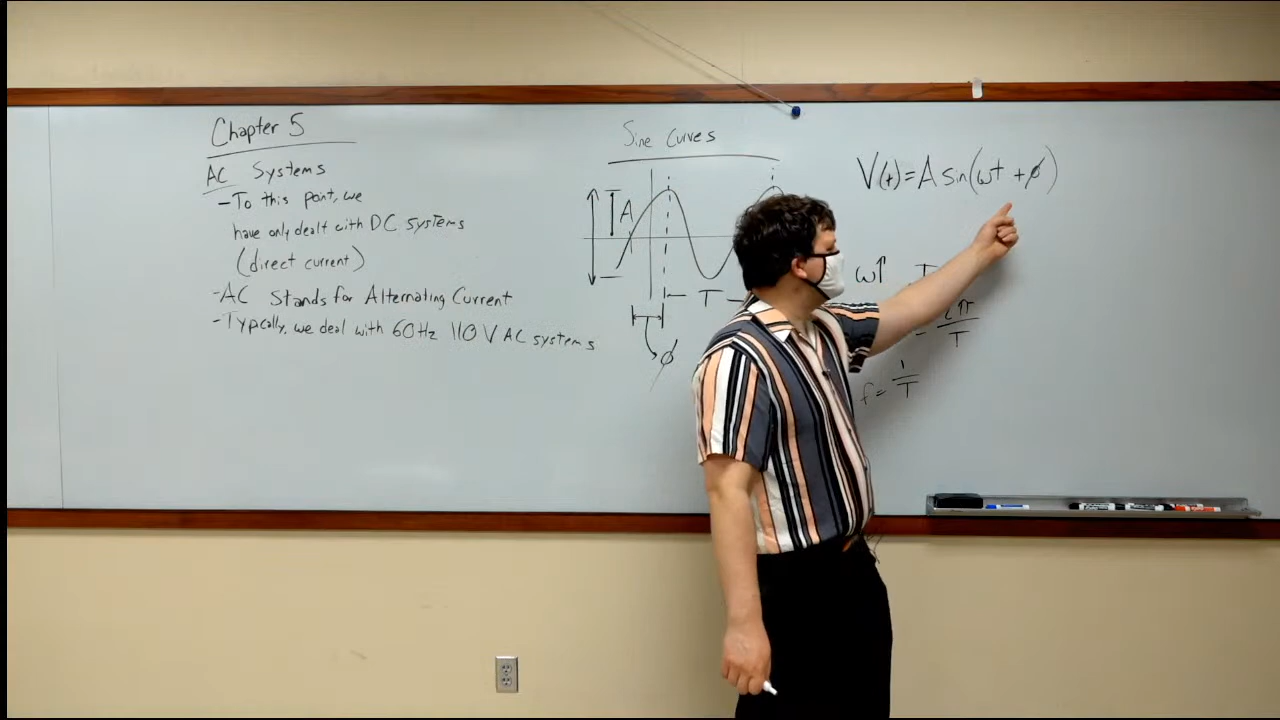 Chapter 5
AC Systems
- To this point, we
have only dealt with DC systems
(direct current)
- AC Stands for Alternating Current
- Typically, we deal with 60Hz 110V AC systems
Sine Curves
A
T
ϕ
V(t) = A sin(ωt + ϕ)
ω↑
= 2π/T
f = 1/T